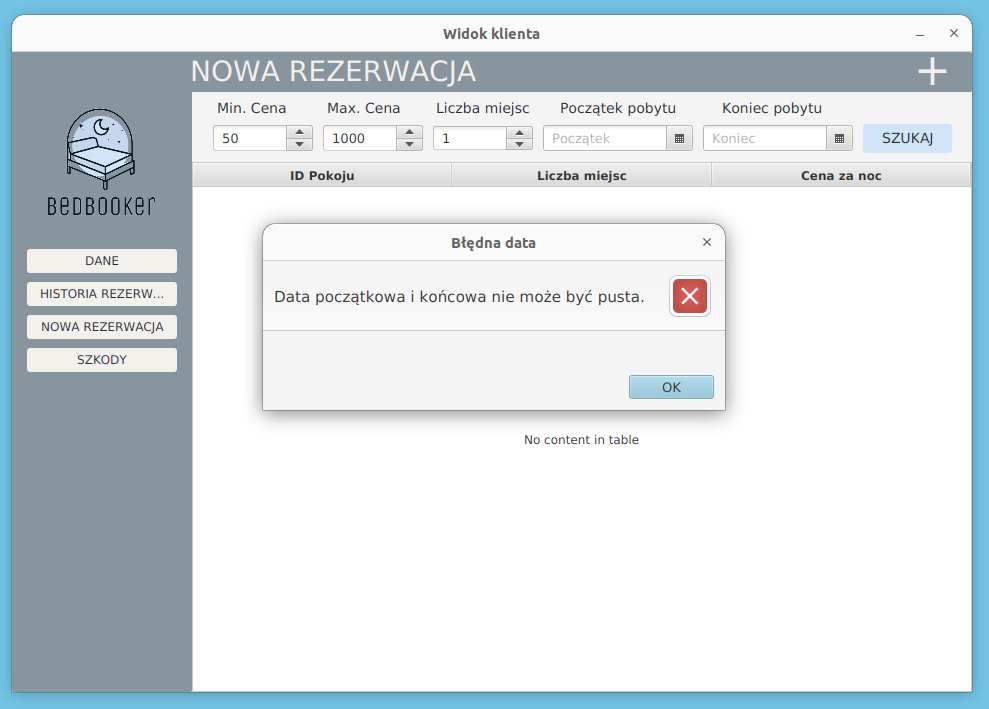 Widok klienta
NOWA REZERWACJA
Min. Cena
Max. Cena
Liczba miejsc
Początek pobytu
Koniec pobytu
50
1000
1
Początek
Koniec
SZUKAJ
BEDBOOKER
ID Pokoju
Liczba miejsc
Cena za noc
DANE
HISTORIA REZERW...
NOWA REZERWACJA
SZKODY
Błędna data
Data początkowa i końcowa nie może być pusta.
OK
No content in table